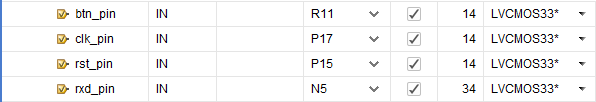 btn_pin IN R11 14 LVCMOS33*
clk_pin IN P17 14 LVCMOS33*
rst_pin IN P15 14 LVCMOS33*
rxd_pin IN N5 34 LVCMOS33*